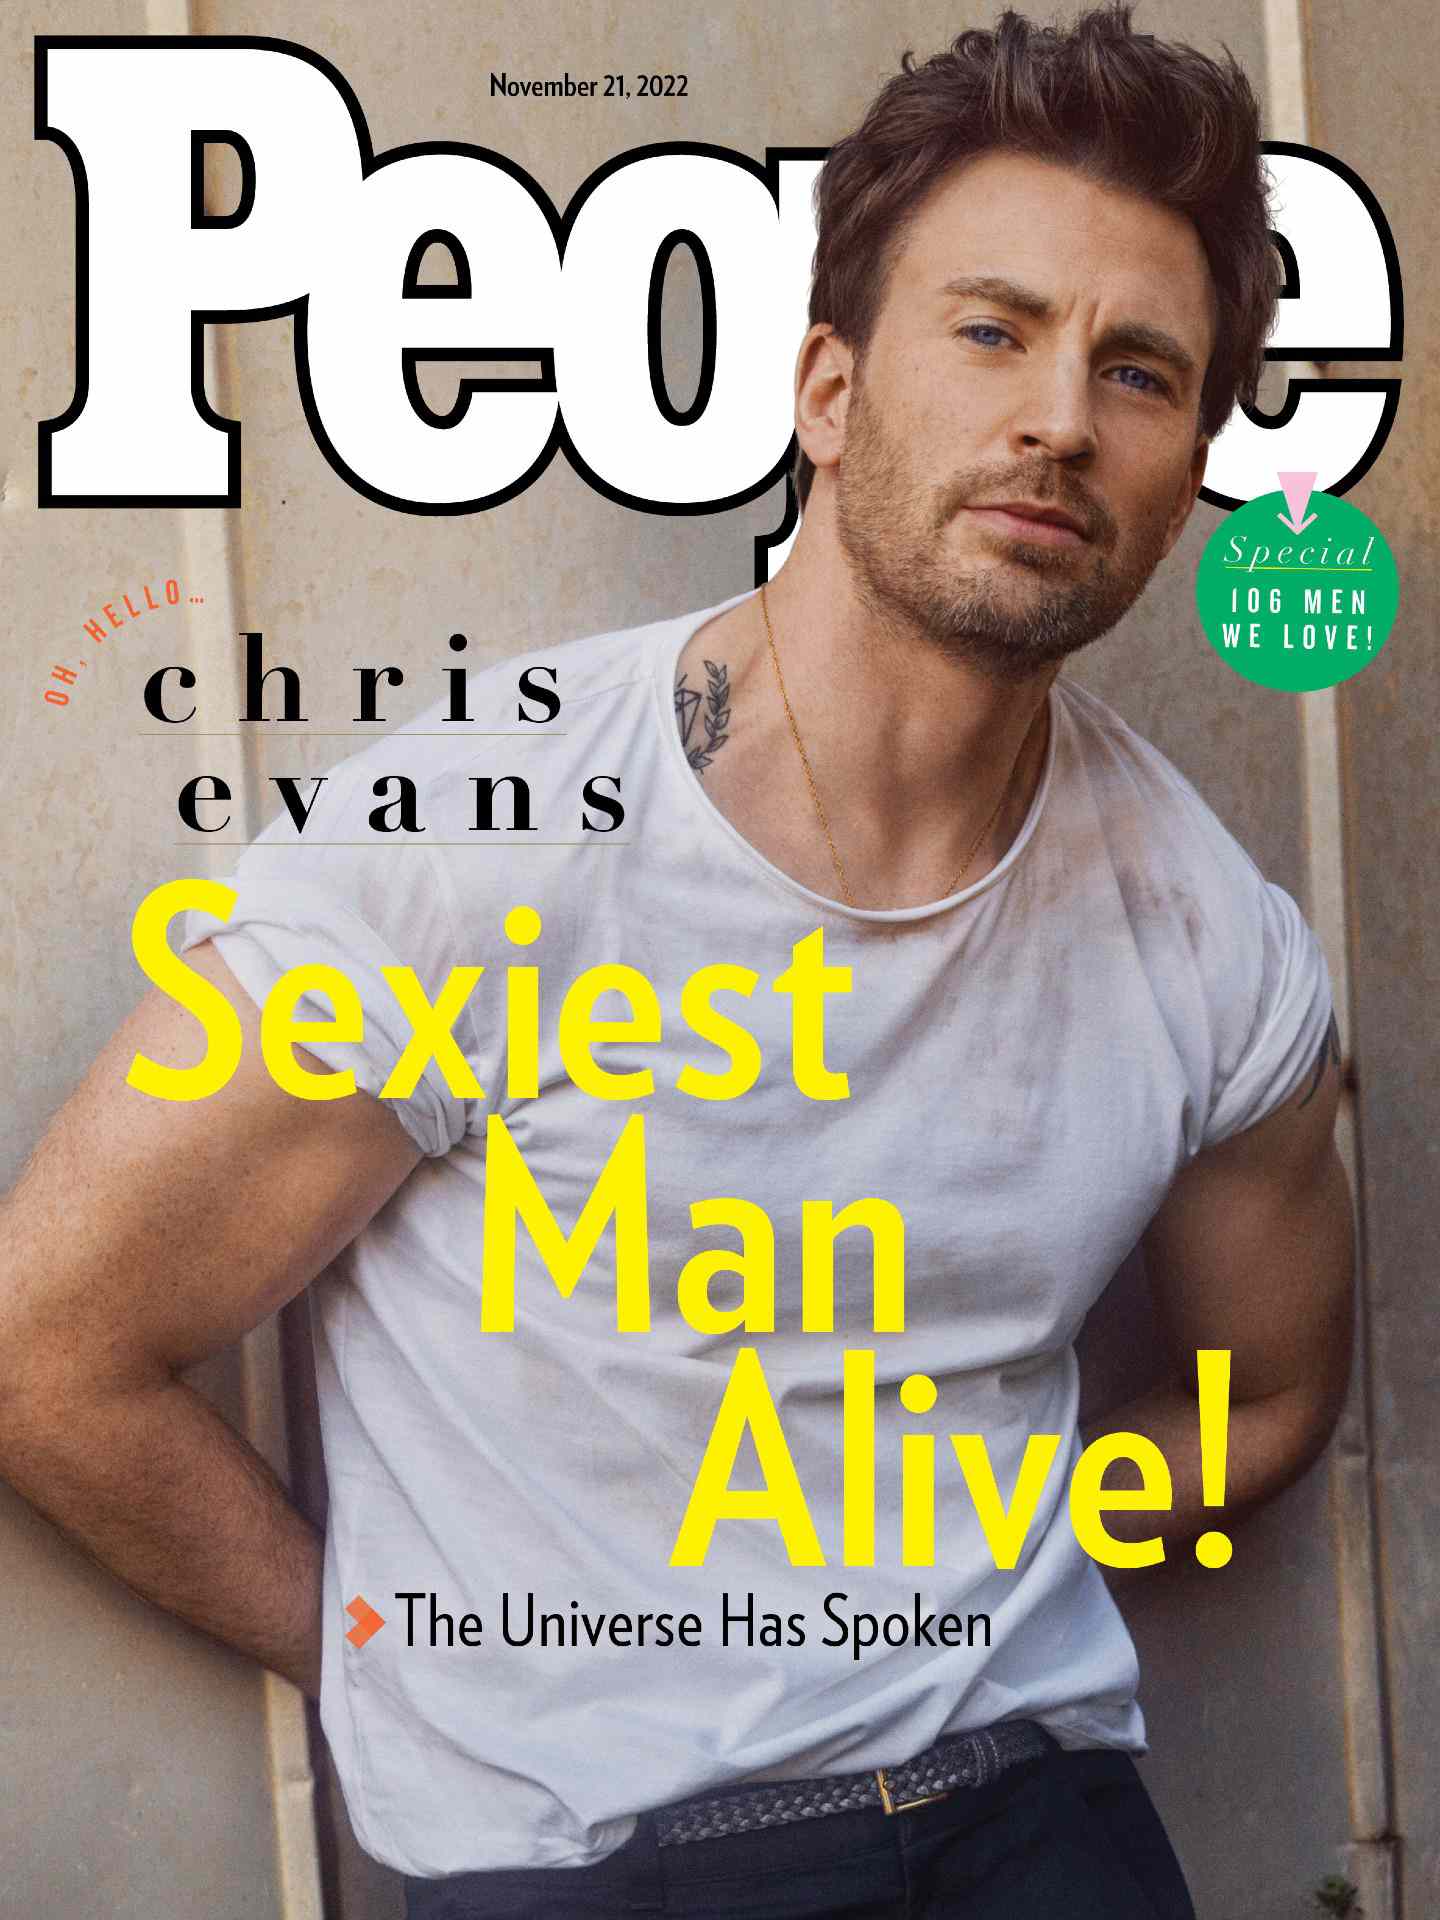 November 21, 2022
People
Special
106 MEN
WE LOVE!
OH, HELLO...
chris
evans
Sexiest
Man
Alive!
The Universe Has Spoken